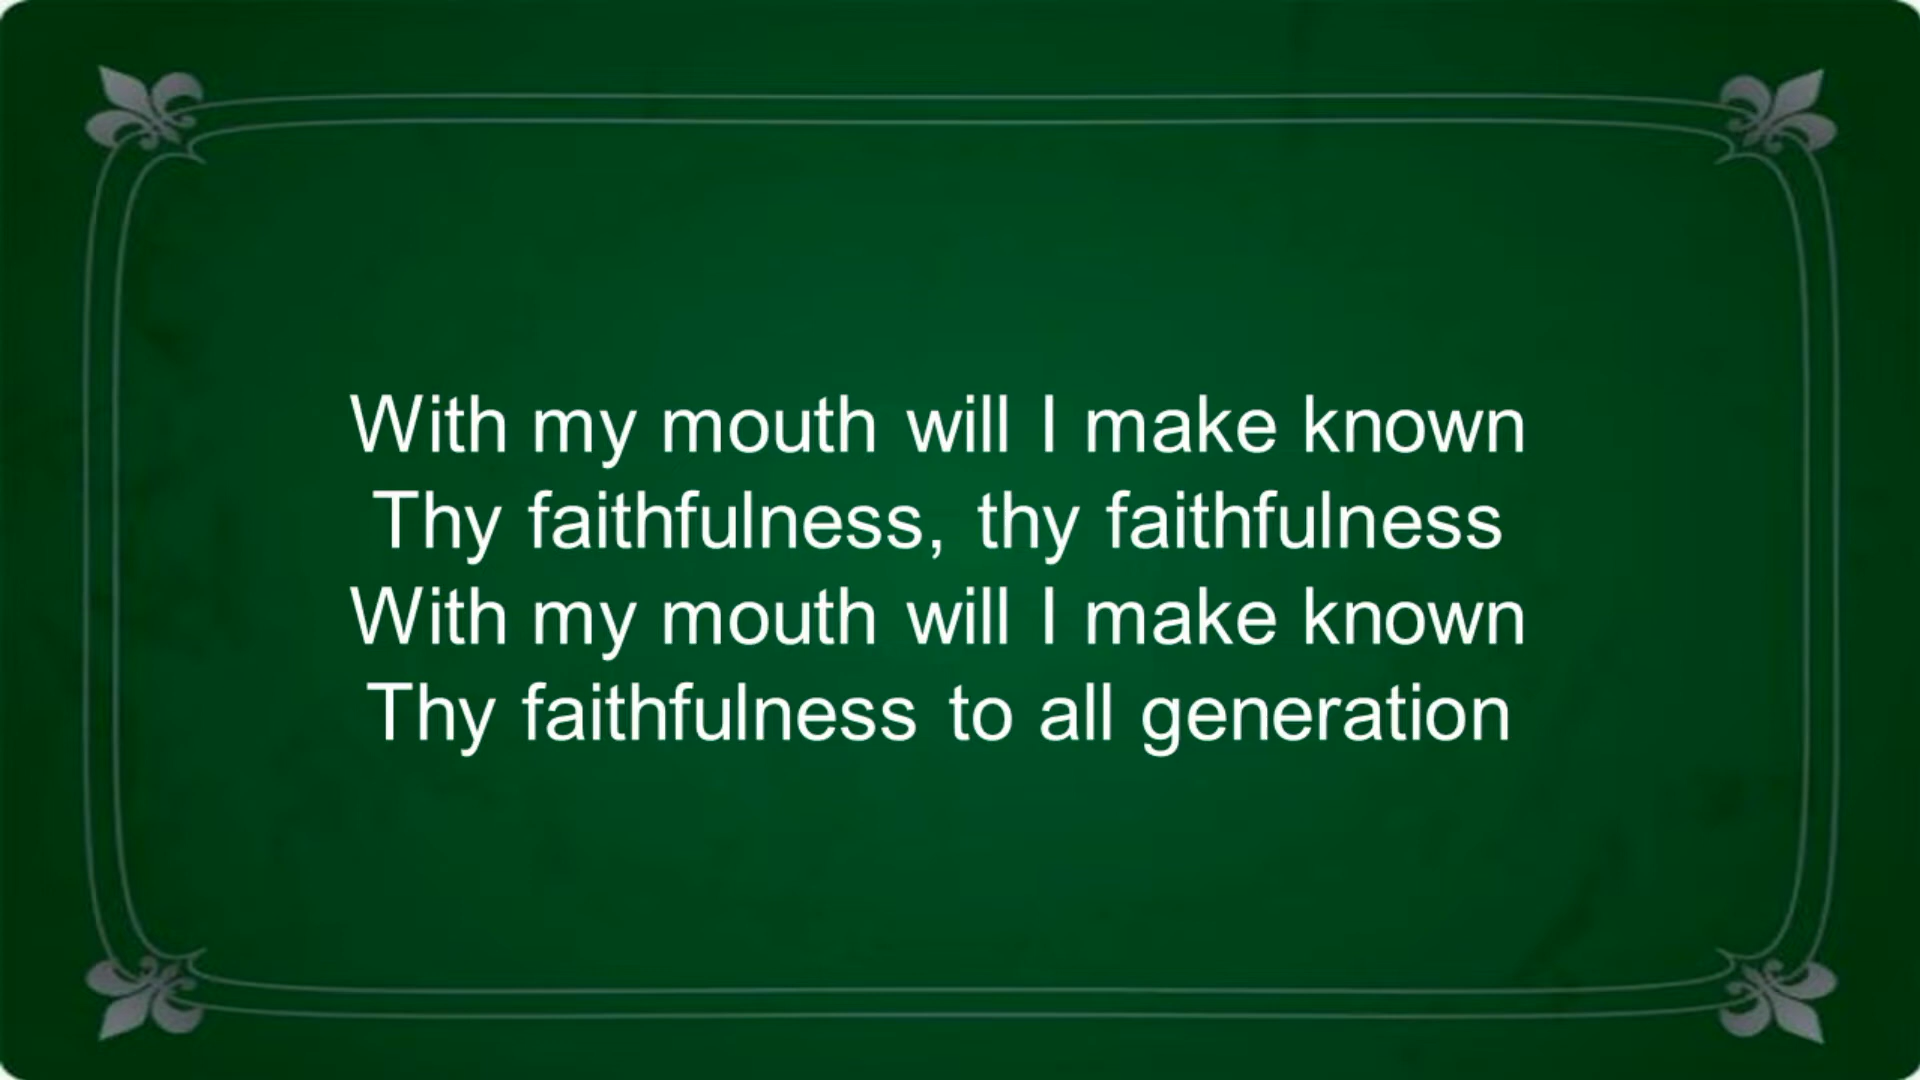 With my mouth will I make known
Thy faithfulness, thy faithfulness
With my mouth will I make known
Thy faithfulness to all generation